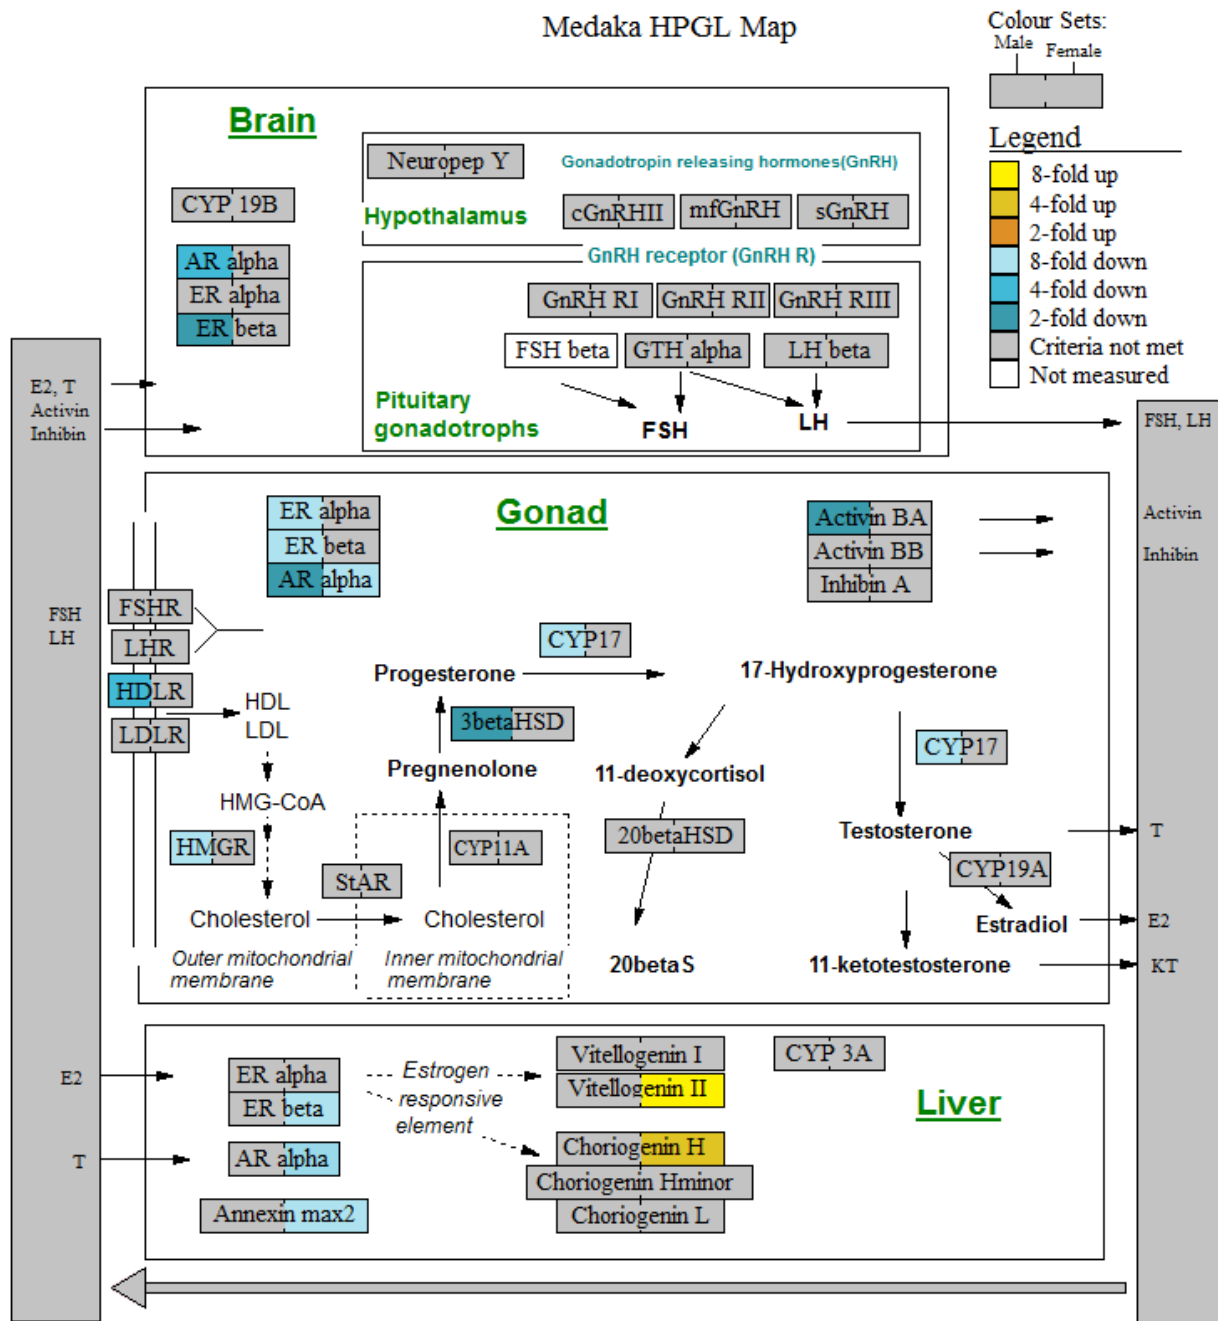 Medaka HPGL Map
Colour Sets:
Male
Female
Legend
8-fold up
4-fold up
2-fold up
8-fold down
4-fold down
2-fold down
Criteria not met
Not measured
Brain
Neuropep Y
Gonadotropin releasing hormones(GnRH)
CYP 19B
Hypothalamus
cGnRHII
mfGnRH
sGnRH
AR alpha
ER alpha
ER beta
GnRH receptor (GnRH R)
GnRH RI
GnRH RII
GnRH RIII
FSH beta
GTH alpha
LH beta
Pituitary
gonadotrophs
FSH
LH
E2, T
Activin
Inhibin
FSH, LH
Gonad
ER alpha
ER beta
AR alpha
Activin BA
Activin BB
Inhibin A
Activin
Inhibin
FSH
LH
FSHR
LHR
HDLR
LDLR
HDL
LDL
HMG-CoA
HMGR
Cholesterol
StAR
Outer mitochondrial
membrane
Progesterone
CYP17
17-Hydroxyprogesterone
3betaHSD
Pregnenolone
CYP11A
Cholesterol
Inner mitochondrial
membrane
11-deoxycortisol
20betaHSD
20beta S
CYP17
Testosterone
CYP19A
Estradiol
11-ketotestosterone
T
E2
KT
E2
T
ER alpha
ER beta
AR alpha
Annexin max2
Estrogen
responsive
element
Vitellogenin I
Vitellogenin II
Choriogenin H
Choriogenin Hminor
Choriogenin L
CYP 3A
Liver